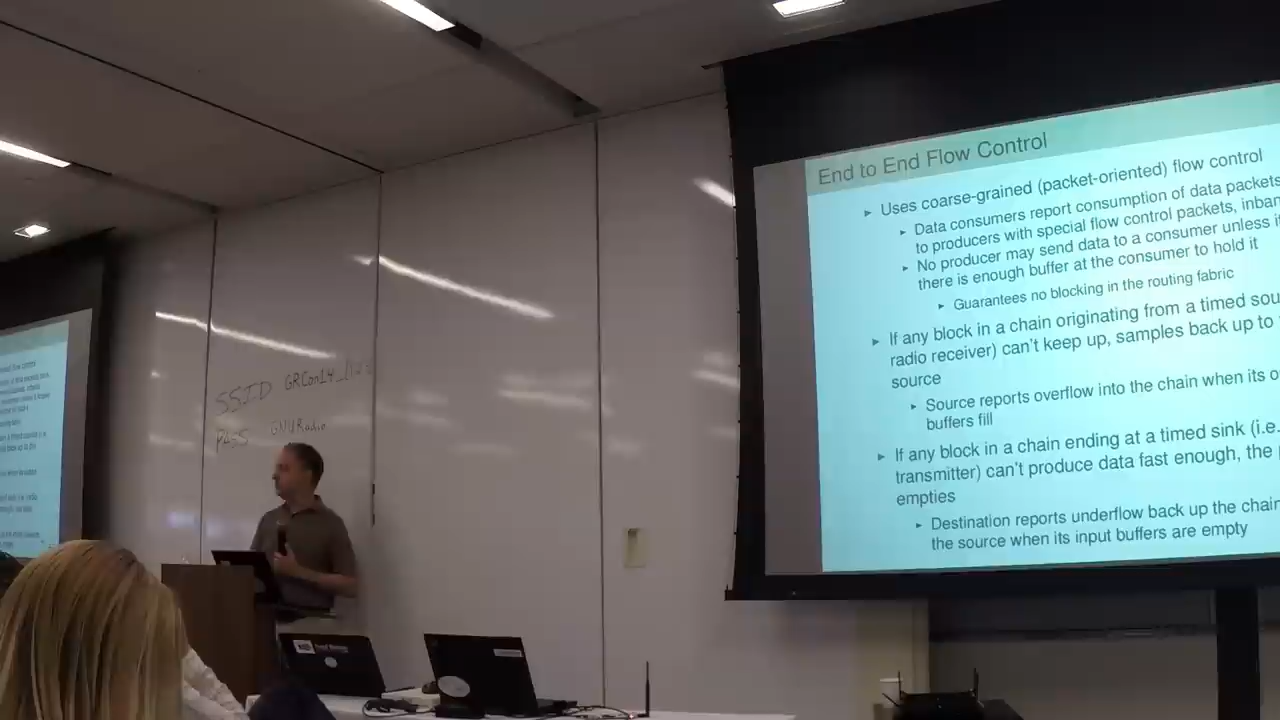 End to End Flow Control
▸ Uses coarse-grained (packet-oriented) flow control
▸ Data consumers report consumption of data packets
to producers with special flow control packets,
▸ No producer may send data to a consumer unless
there is enough buffer at the consumer to hold it
▸ Guarantees no blocking in the routing fabric
▸ If any block in a chain originating from a timed
radio receiver) can't keep up, samples back up to
source
▸ Source reports overflow into the chain when its
buffers fill
▸ If any block in a chain ending at a timed sink (i.e.
transmitter) can't produce data fast enough, the
empties
▸ Destination reports underflow back up the chain
the source when its input buffers are empty
SSID GRCon14
PASS GNURadio